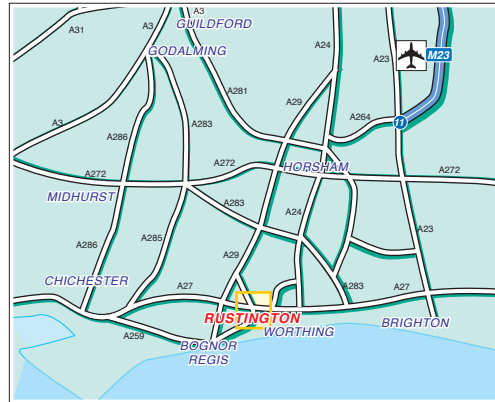 A3
GUILDFORD
A31
A3
A24
GODALMING
A23
M23
A281
A29
A3
A286
A283
A264
11
A272
A272
HORSHAM
A272
MIDHURST
A283
A24
A23
A286
A285
A29
CHICHESTER
A27
A283
A27
RUSTINGTON
WORTHING
BRIGHTON
A259
BOGNOR
REGIS